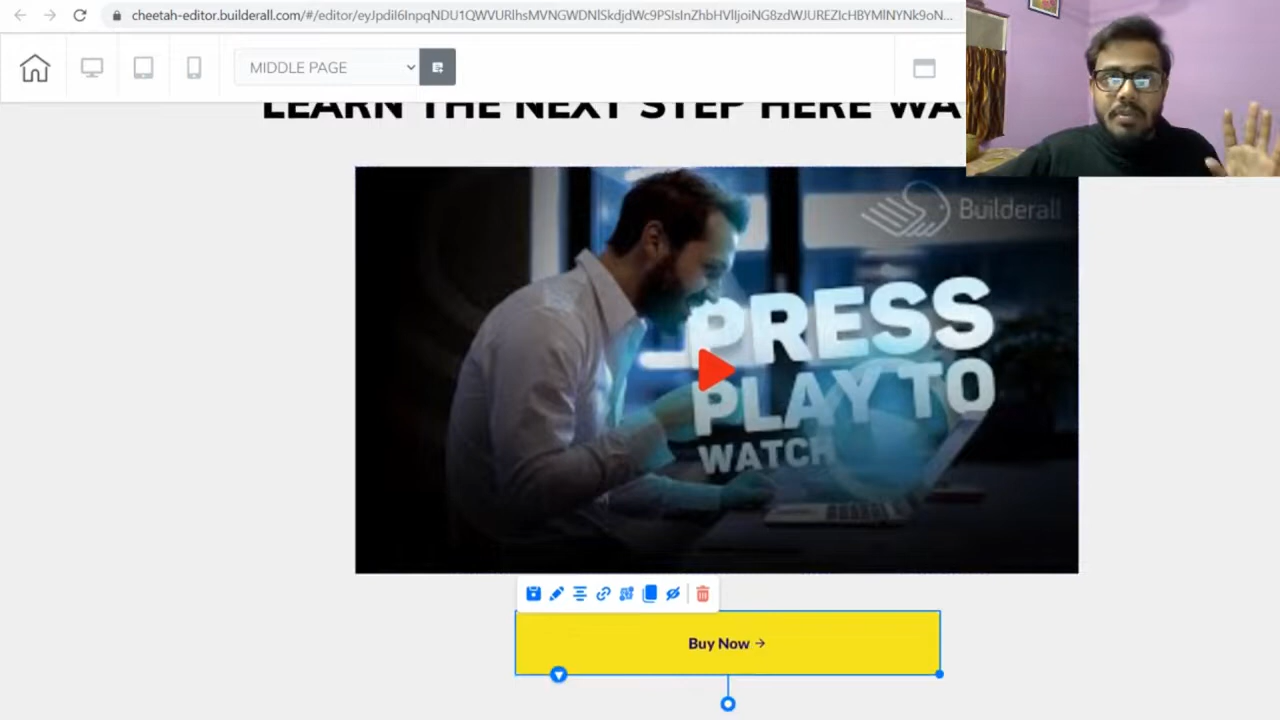 cheetah-editor.builderall.com/#/editor/
MIDDLE PAGE
LEARN THE NEXT STEP HERE WA
Builderall
PRESS
PLAY TO
WATCH
Buy Now →